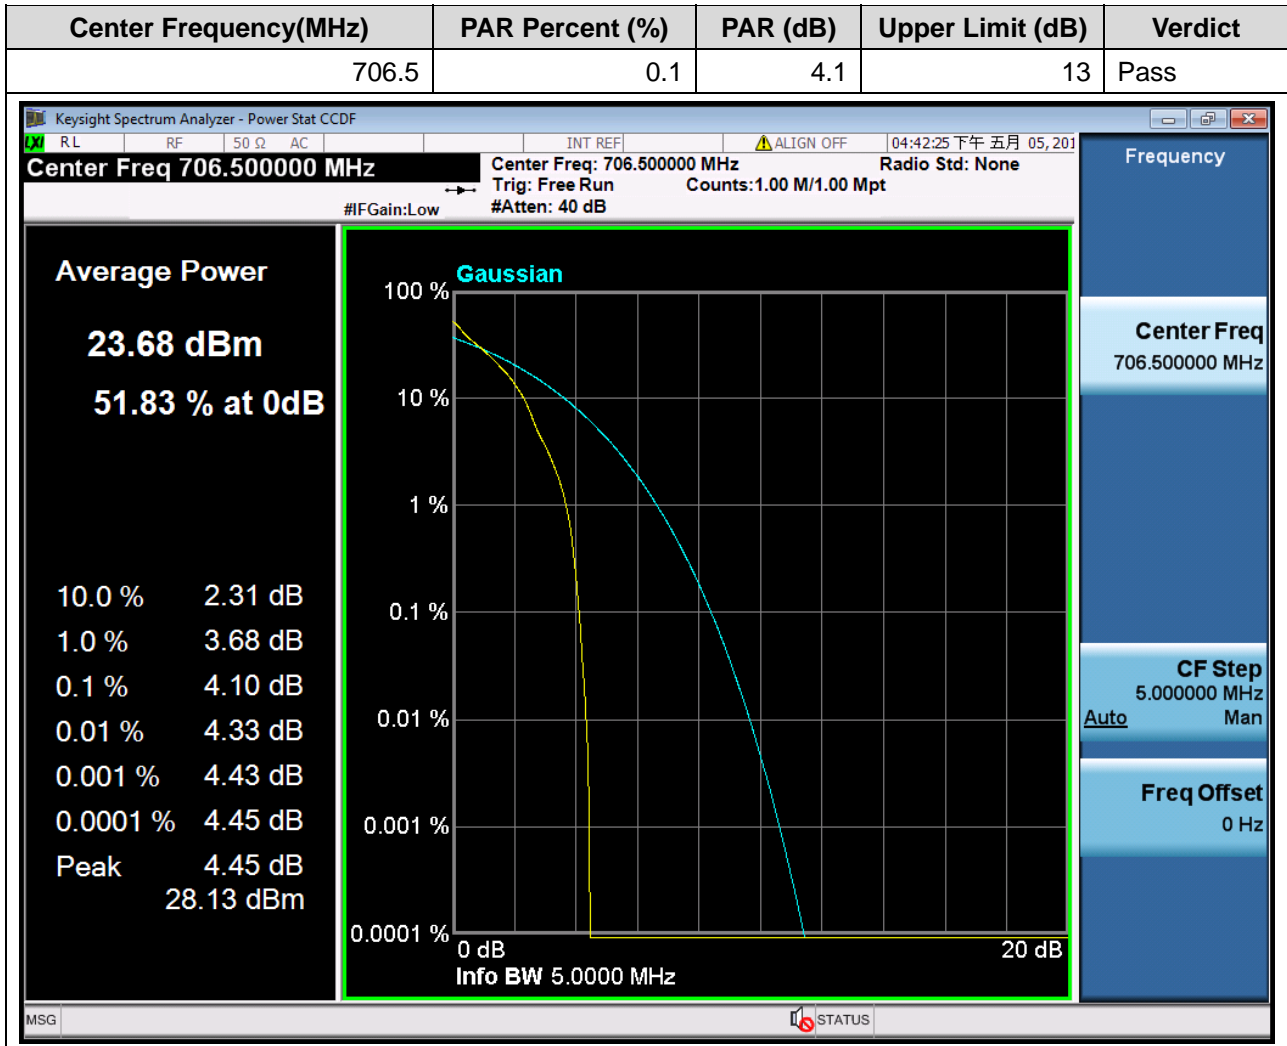 Center Frequency(MHz) PAR Percent (%) PAR (dB) Upper Limit (dB) Verdict
706.5 0.1 4.1 13 Pass
Keysight Spectrum Analyzer - Power Stat CCDF
LXI RL RF 50 Ω AC INT REF ALIGN OFF 04:42:25 下午 五月 05, 201
Center Freq 706.500000 MHz
Center Freq: 706.500000 MHz Radio Std: None
Trig: Free Run Counts:1.00 M/1.00 Mpt
#IFGain:Low #Atten: 40 dB
Average Power
23.68 dBm
51.83 % at 0dB
10.0 % 2.31 dB
1.0 % 3.68 dB
0.1 % 4.10 dB
0.01 % 4.33 dB
0.001 % 4.43 dB
0.0001 % 4.45 dB
Peak 4.45 dB
28.13 dBm
Gaussian
100 %
10 %
1 %
0.1 %
0.01 %
0.001 %
0.0001 %
0 dB 20 dB
Info BW 5.0000 MHz
Frequency
Center Freq
706.500000 MHz
CF Step
5.000000 MHz
Auto Man
Freq Offset
0 Hz
MSG STATUS